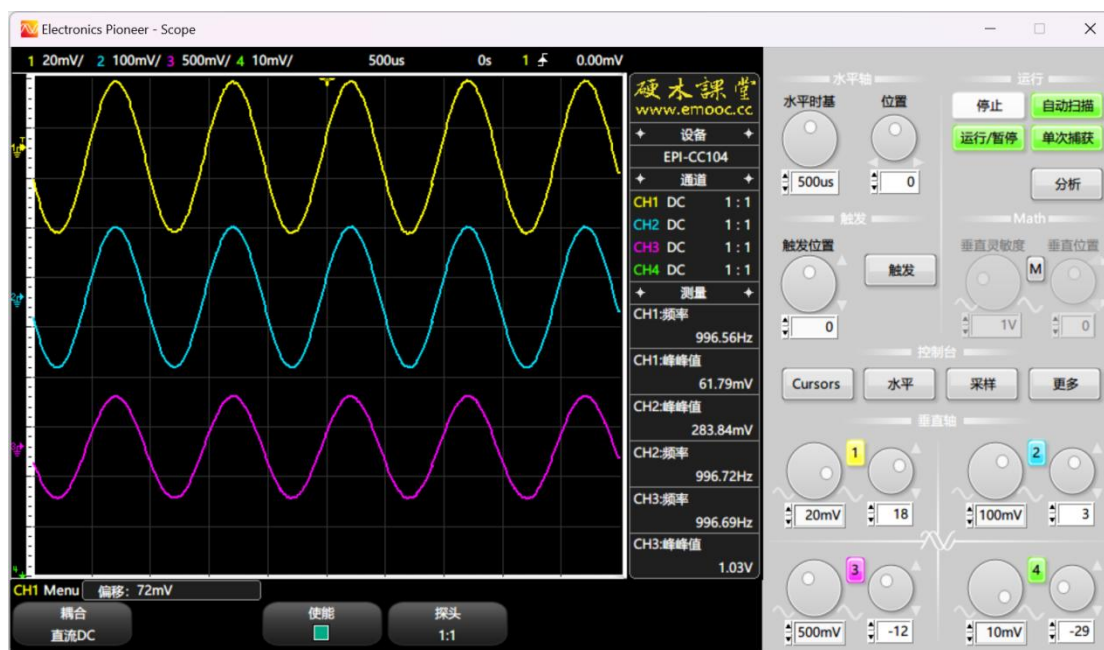 Electronics Pioneer - Scope
1 20mV/ 2 100mV/ 3 500mV/ 4 10mV/ 500us 0s 1 0.00mV
硬木課堂
www.emooc.cc
设备
EPI-CC104
通道
CH1 DC 1 : 1
CH2 DC 1 : 1
CH3 DC 1 : 1
CH4 DC 1 : 1
测量
CH1:频率
996.56Hz
CH1:峰峰值
61.79mV
CH2:峰峰值
283.84mV
CH2:频率
996.72Hz
CH3:频率
996.69Hz
CH3:峰峰值
1.03V
CH1 Menu 偏移: 72mV
耦合
直流DC
使能
探头
1:1
水平轴
水平时基 位置
500us 0
运行
停止 自动扫描
运行/暂停 单次捕获
分析
触发
触发位置
触发
0
Math
垂直灵敏度 垂直位置
M
1V 0
控制台
Cursors 水平 采样 更多
垂直轴
1 2
20mV 18 100mV 3
3 4
500mV -12 10mV -29